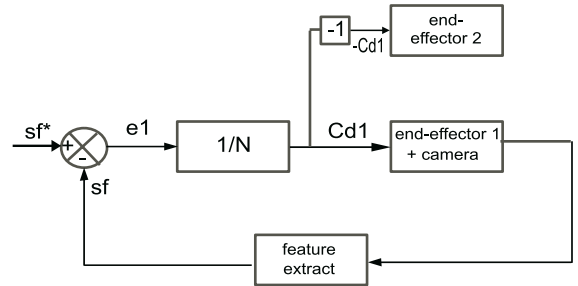 -1
-Cd1
end-
effector 2
sf*
+
-
e1
1/N
Cd1
end-effector 1
+ camera
sf
feature
extract